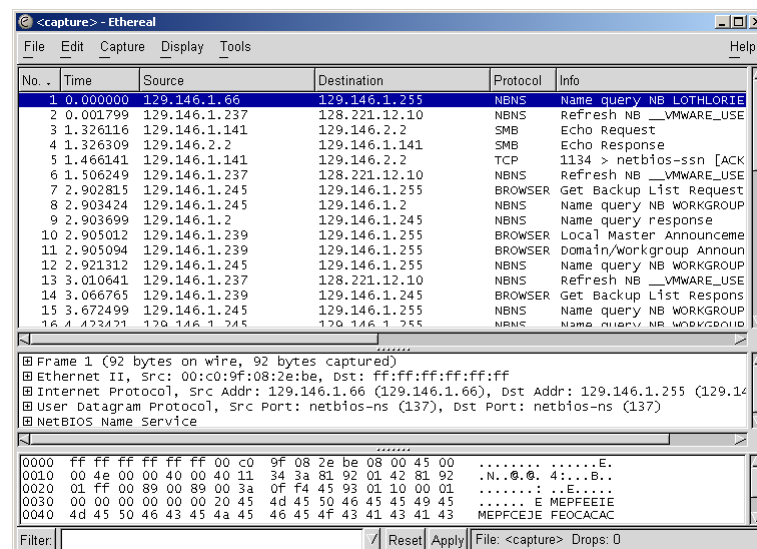 <capture> - Ethereal
File Edit Capture Display Tools Help
No. . Time Source Destination Protocol Info
1 0.000000 129.146.1.66 129.146.1.255 NBNS Name query NB LOTHLORIE
2 0.001799 129.146.1.237 128.221.12.10 NBNS Refresh NB __VMWARE_USE
3 1.326116 129.146.1.141 129.146.2.2 SMB Echo Request
4 1.326309 129.146.2.2 129.146.1.141 SMB Echo Response
5 1.466141 129.146.1.141 129.146.2.2 TCP 1134 > netbios-ssn [ACK
6 1.506249 129.146.1.237 128.221.12.10 NBNS Refresh NB __VMWARE_USE
7 2.902815 129.146.1.245 129.146.1.255 BROWSER Get Backup List Request
8 2.903424 129.146.1.245 129.146.1.2 NBNS Name query NB WORKGROUP
9 2.903699 129.146.1.2 129.146.1.245 NBNS Name query response
10 2.905012 129.146.1.239 129.146.1.255 BROWSER Local Master Announceme
11 2.905094 129.146.1.239 129.146.1.255 BROWSER Domain/Workgroup Announ
12 2.921312 129.146.1.245 129.146.1.255 NBNS Name query NB WORKGROUP
13 3.010641 129.146.1.237 128.221.12.10 NBNS Refresh NB __VMWARE_USE
14 3.066765 129.146.1.239 129.146.1.245 BROWSER Get Backup List Respons
15 3.672499 129.146.1.245 129.146.1.255 NBNS Name query NB WORKGROUP
16 4.423421 129.146.1.245 129.146.1.255 NBNS Name query NB WORKGROUP
Frame 1 (92 bytes on wire, 92 bytes captured)
Ethernet II, Src: 00:c0:9f:08:2e:be, Dst: ff:ff:ff:ff:ff:ff
Internet Protocol, Src Addr: 129.146.1.66 (129.146.1.66), Dst Addr: 129.146.1.255 (129.14
User Datagram Protocol, Src Port: netbios-ns (137), Dst Port: netbios-ns (137)
NetBIOS Name Service
0000 ff ff ff ff ff ff 00 c0 9f 08 2e be 08 00 45 00 ........ ......E.
0010 00 4e 00 00 40 00 40 11 34 3a 81 92 01 42 81 92 .N..@.@. 4:...B..
0020 01 ff 00 89 00 89 00 3a 0f f4 45 93 01 10 00 01 .......: ..E.....
0030 00 00 00 00 00 00 20 45 4d 45 50 46 45 45 49 45 ...... E MEPFEEIE
0040 4d 45 50 46 43 45 4a 45 46 45 4f 43 41 43 41 43 MEPFCEJE FEOCACAC
Filter: Reset Apply File: <capture> Drops: 0